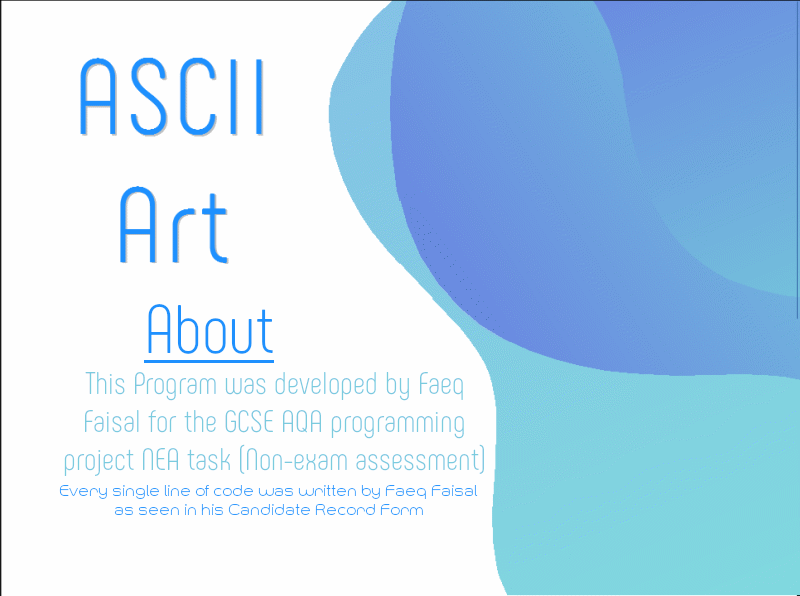 ASCII
Art
About
This Program was developed by Faeq
Faisal for the GCSE AQA programming
project NEA task (Non-exam assessment)
Every single line of code was written by Faeq Faisal
as seen in his Candidate Record Form